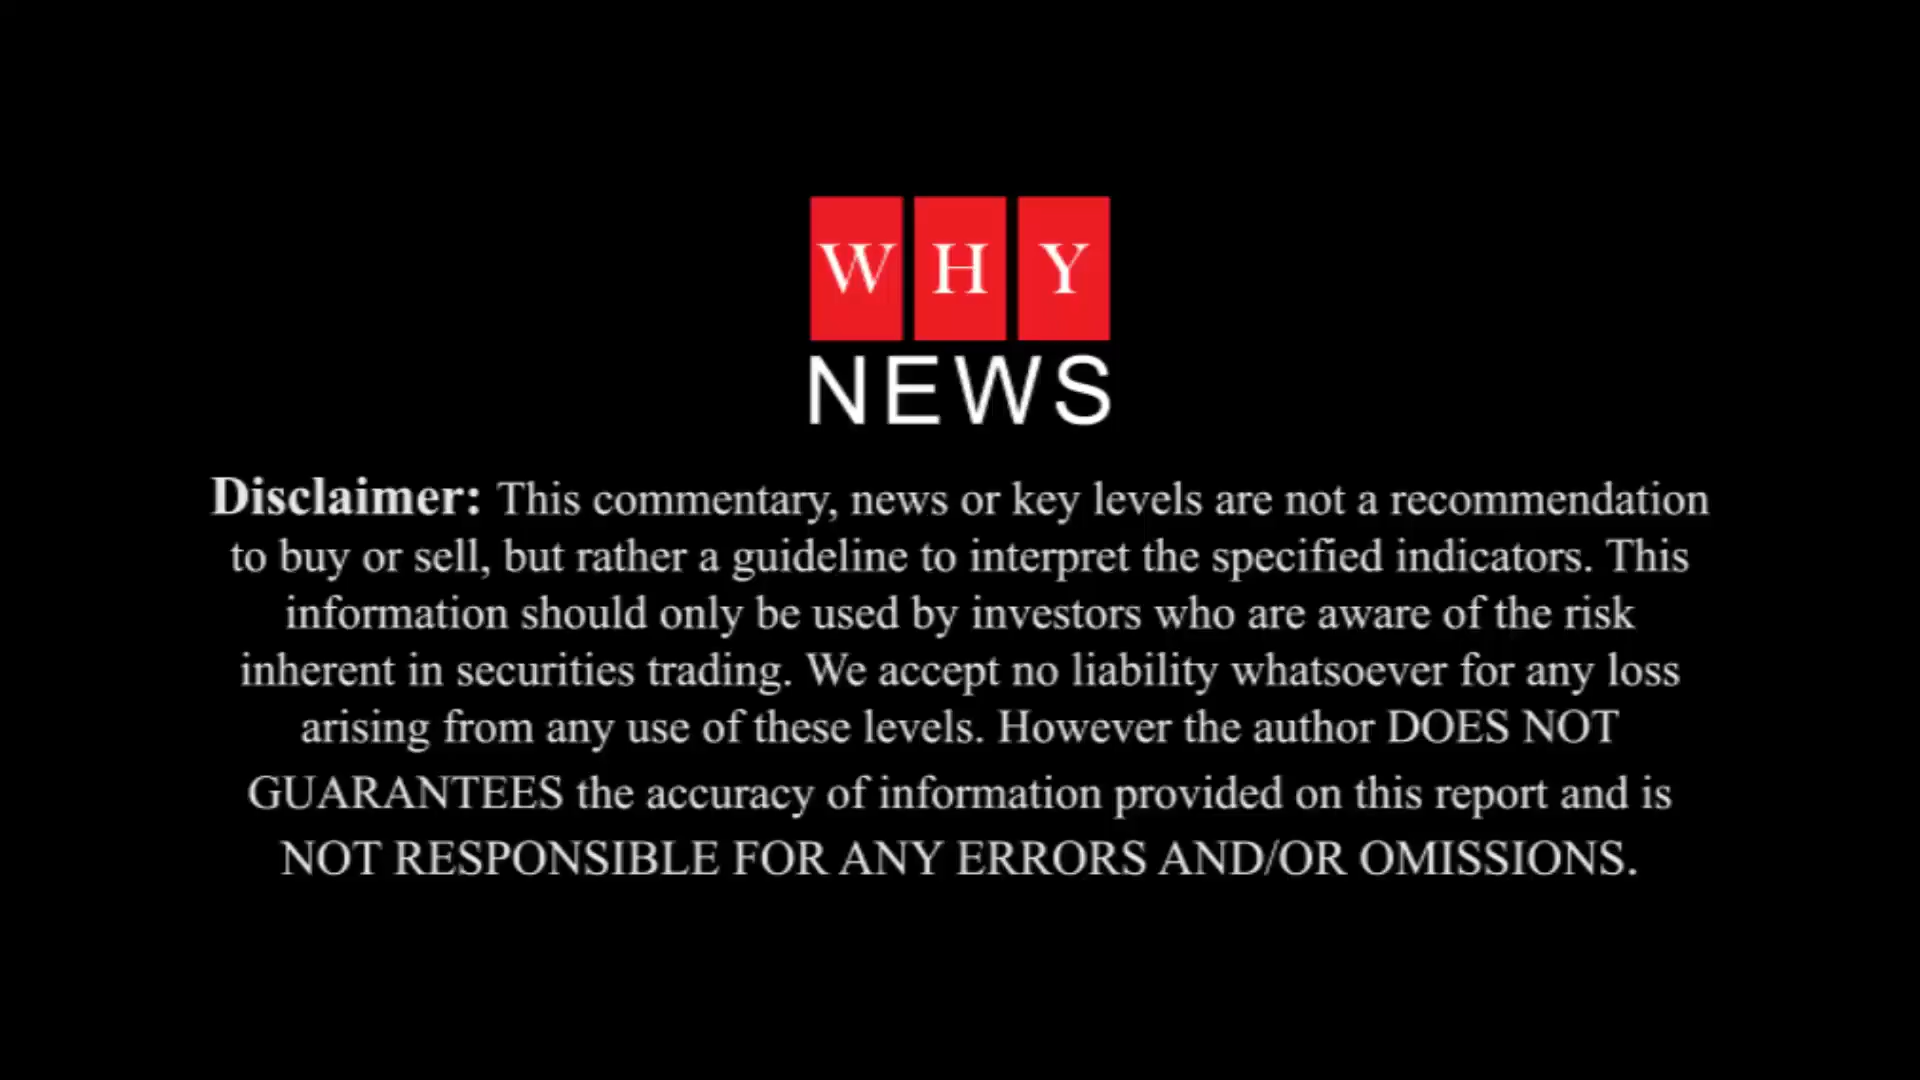 W H Y
NEWS
Disclaimer: This commentary, news or key levels are not a recommendation
to buy or sell, but rather a guideline to interpret the specified indicators. This
information should only be used by investors who are aware of the risk
inherent in securities trading. We accept no liability whatsoever for any loss
arising from any use of these levels. However the author DOES NOT
GUARANTEES the accuracy of information provided on this report and is
NOT RESPONSIBLE FOR ANY ERRORS AND/OR OMISSIONS.